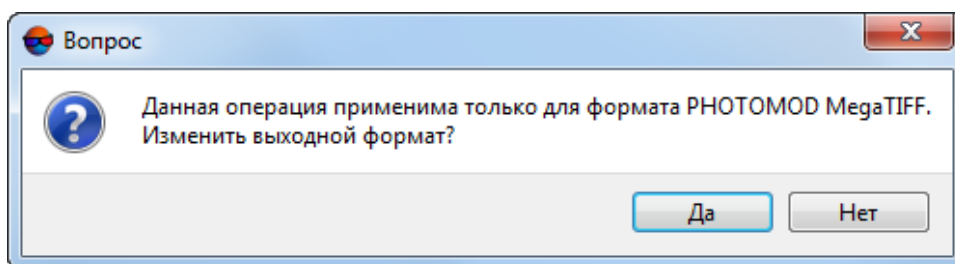 Вопрос
Данная операция применима только для формата PHOTOMOD MegaTIFF.
Изменить выходной формат?
Да
Нет